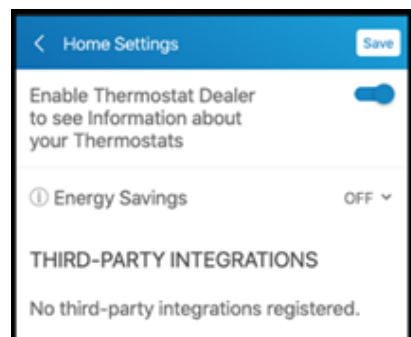 Home Settings Save
Enable Thermostat Dealer
to see Information about
your Thermostats
Energy Savings OFF
THIRD-PARTY INTEGRATIONS
No third-party integrations registered.